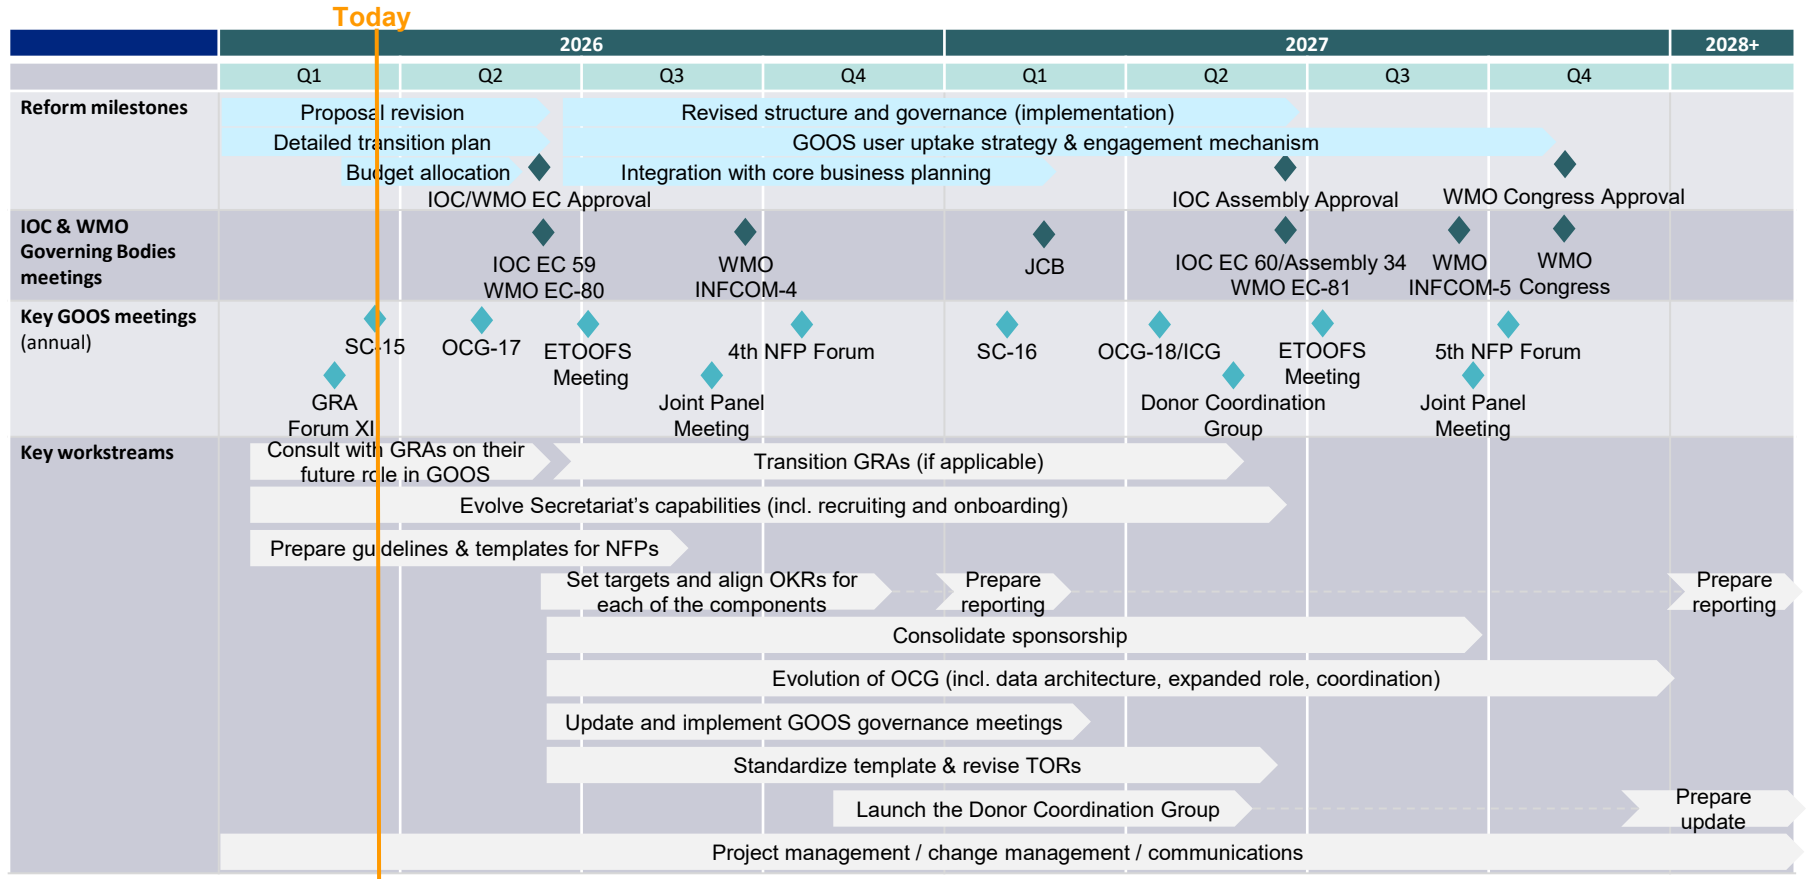 Today
2026
2027
2028+
Q1
Q2
Q3
Q4
Q1
Q2
Q3
Q4
Reform milestones
Proposal revision
Revised structure and governance (implementation)
Detailed transition plan
GOOS user uptake strategy & engagement mechanism
Budget allocation
Integration with core business planning
IOC/WMO EC Approval
IOC Assembly Approval
WMO Congress Approval
IOC & WMO
Governing Bodies
meetings
IOC EC 59
WMO EC-80
WMO
INFCOM-4
JCB
IOC EC 60/Assembly 34
WMO EC-81
WMO
INFCOM-5
WMO
Congress
Key GOOS meetings
(annual)
SC-15
OCG-17
ETOOFS
Meeting
4th NFP Forum
SC-16
OCG-18/ICG
ETOOFS
Meeting
5th NFP Forum
GRA
Forum XI
Joint Panel
Meeting
Donor Coordination
Group
Joint Panel
Meeting
Key workstreams
Consult with GRAs on their
future role in GOOS
Transition GRAs (if applicable)
Evolve Secretariat's capabilities (incl. recruiting and onboarding)
Prepare guidelines & templates for NFPs
Set targets and align OKRs for
each of the components
Prepare
reporting
Prepare
reporting
Consolidate sponsorship
Evolution of OCG (incl. data architecture, expanded role, coordination)
Update and implement GOOS governance meetings
Standardize template & revise TORs
Launch the Donor Coordination Group
Prepare
update
Project management / change management / communications